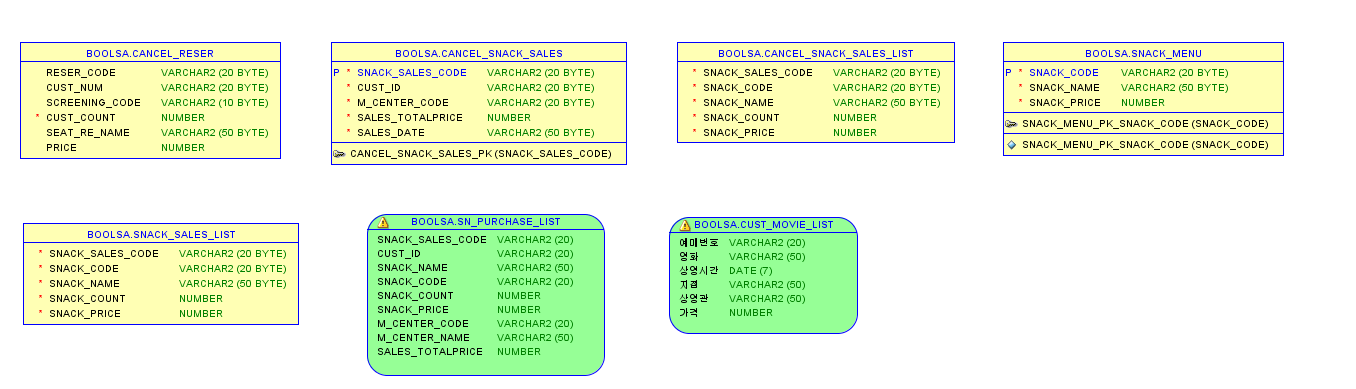 BOOLSA.CANCEL_RESER
RESER_CODE VARCHAR2 (20 BYTE)
CUST_NUM VARCHAR2 (20 BYTE)
SCREENING_CODE VARCHAR2 (10 BYTE)
* CUST_COUNT NUMBER
SEAT_RE_NAME VARCHAR2 (50 BYTE)
PRICE NUMBER
BOOLSA.CANCEL_SNACK_SALES
P * SNACK_SALES_CODE VARCHAR2 (20 BYTE)
* CUST_ID VARCHAR2 (20 BYTE)
* M_CENTER_CODE VARCHAR2 (20 BYTE)
* SALES_TOTALPRICE NUMBER
* SALES_DATE VARCHAR2 (50 BYTE)
CANCEL_SNACK_SALES_PK (SNACK_SALES_CODE)
BOOLSA.CANCEL_SNACK_SALES_LIST
* SNACK_SALES_CODE VARCHAR2 (20 BYTE)
* SNACK_CODE VARCHAR2 (20 BYTE)
* SNACK_NAME VARCHAR2 (50 BYTE)
* SNACK_COUNT NUMBER
* SNACK_PRICE NUMBER
BOOLSA.SNACK_MENU
P * SNACK_CODE VARCHAR2 (20 BYTE)
* SNACK_NAME VARCHAR2 (50 BYTE)
* SNACK_PRICE NUMBER
SNACK_MENU_PK_SNACK_CODE (SNACK_CODE)
SNACK_MENU_PK_SNACK_CODE (SNACK_CODE)
BOOLSA.SNACK_SALES_LIST
* SNACK_SALES_CODE VARCHAR2 (20 BYTE)
* SNACK_CODE VARCHAR2 (20 BYTE)
* SNACK_NAME VARCHAR2 (50 BYTE)
* SNACK_COUNT NUMBER
* SNACK_PRICE NUMBER
BOOLSA.SN_PURCHASE_LIST
SNACK_SALES_CODE VARCHAR2 (20)
CUST_ID VARCHAR2 (20)
SNACK_NAME VARCHAR2 (50)
SNACK_CODE VARCHAR2 (20)
SNACK_COUNT NUMBER
SNACK_PRICE NUMBER
M_CENTER_CODE VARCHAR2 (20)
M_CENTER_NAME VARCHAR2 (50)
SALES_TOTALPRICE NUMBER
BOOLSA.CUST_MOVIE_LIST
예매번호 VARCHAR2 (20)
영화 VARCHAR2 (50)
상영시간 DATE (7)
지점 VARCHAR2 (50)
상영관 VARCHAR2 (50)
가격 NUMBER